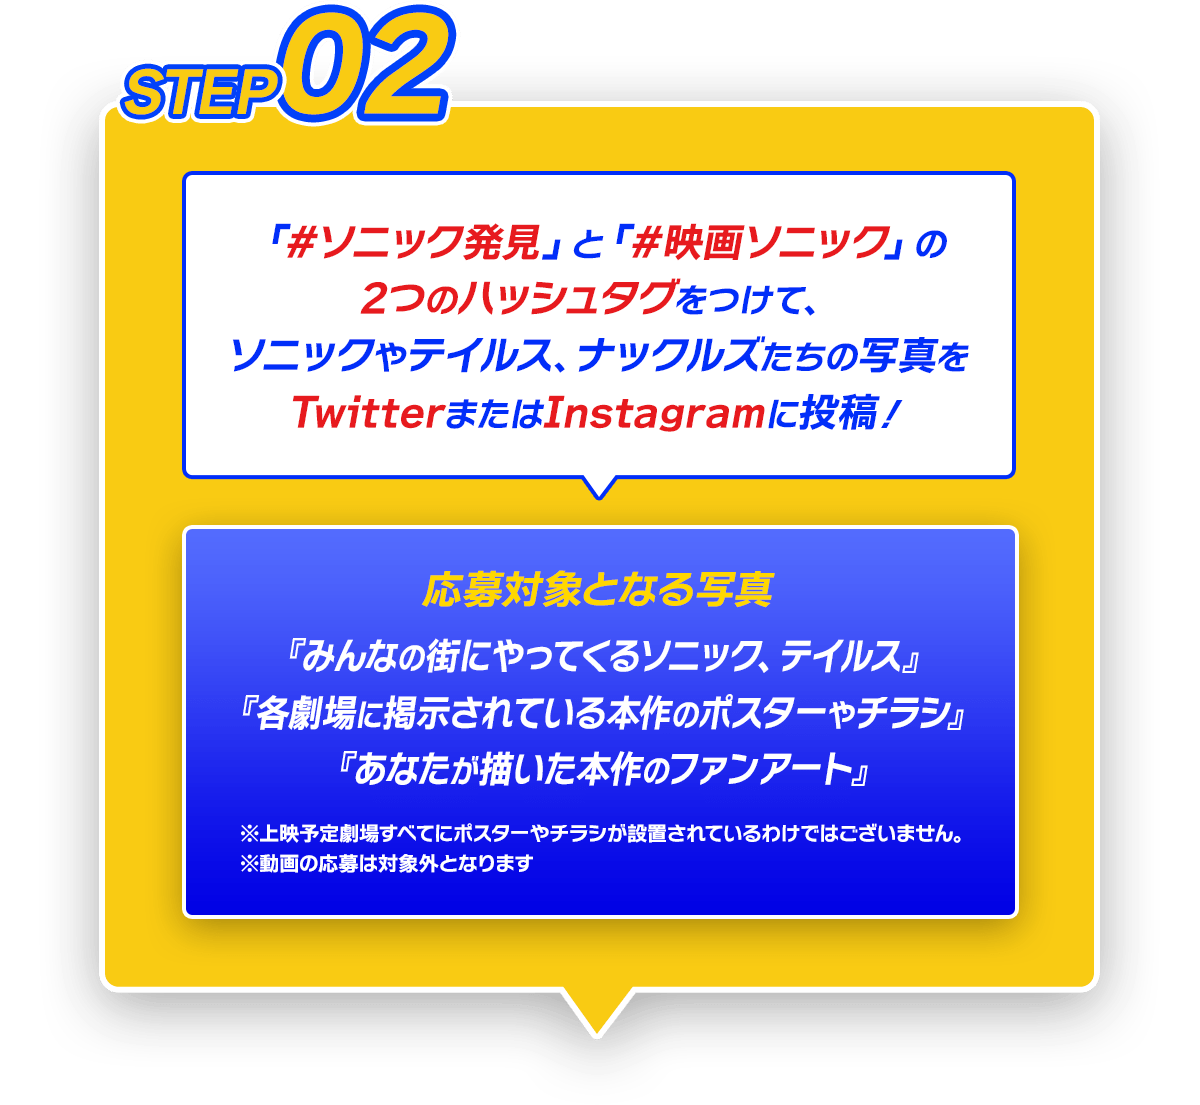 STEP02
「#ソニック発見」と「#映画ソニック」の
2つのハッシュタグをつけて、
ソニックやテイルス、ナックルズたちの写真を
TwitterまたはInstagramに投稿！
応募対象となる写真
『みんなの街にやってくるソニック、テイルス』
『各劇場に掲示されている本作のポスターやチラシ』
『あなたが描いた本作のファンアート』
※上映予定劇場すべてにポスターやチラシが設置されているわけではございません。
※動画の応募は対象外となります